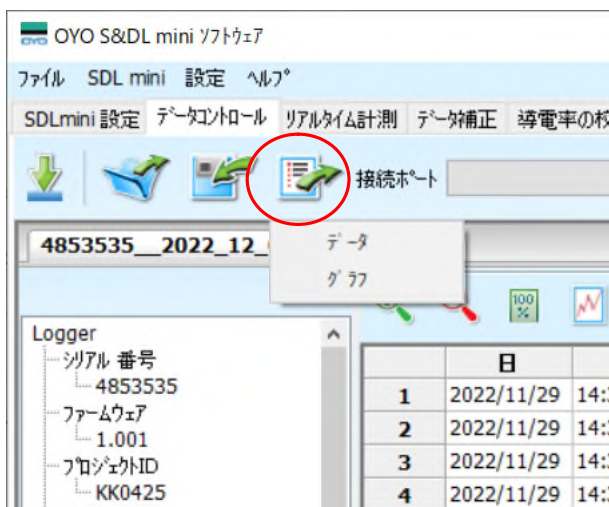 OYO S&DL mini ソフトウェア
ファイル SDL mini 設定 ヘルプ
SDLmini 設定 データコントロール リアルタイム計測 データ補正 導電率の校
接続ポート
4853535__2022_12_
データ
グラフ
100%
Logger
シリアル 番号
4853535
ファームウェア
1.001
プロジェクトID
KK0425
日
1 2022/11/29 14:
2 2022/11/29 14:
3 2022/11/29 14:
4 2022/11/29 14: